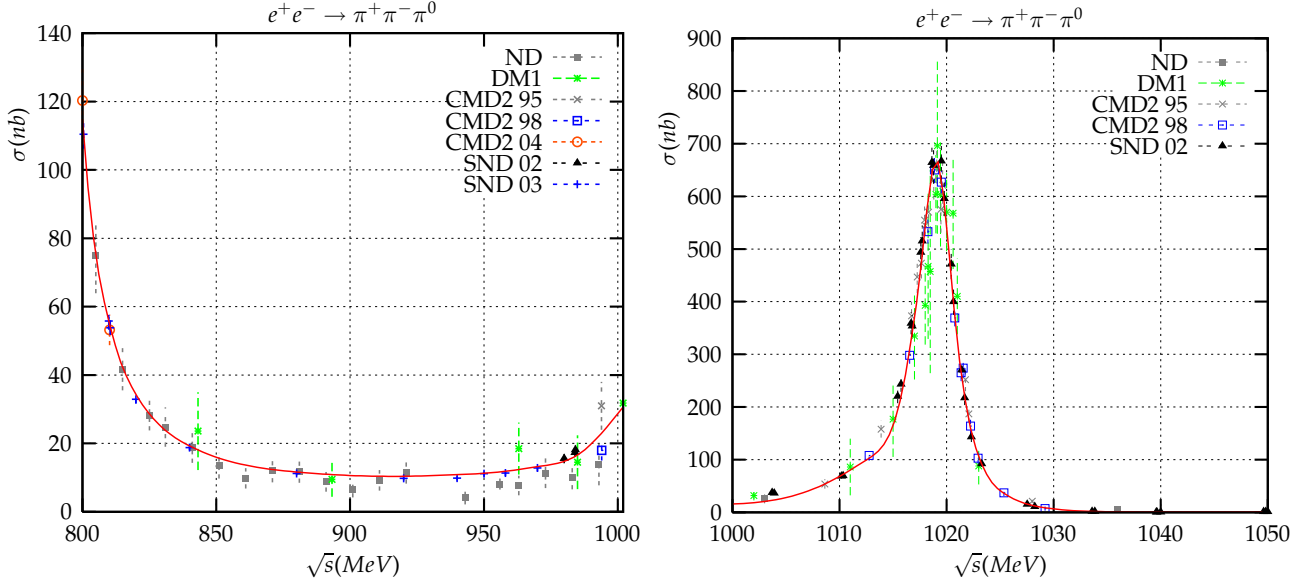 e⁺e⁻ → π⁺π⁻π⁰
140
120
100
80
60
40
20
0
σ(nb)
ND
DM1
CMD2 95
CMD2 98
CMD2 04
SND 02
SND 03
800
850
900
950
1000
√s(MeV)
e⁺e⁻ → π⁺π⁻π⁰
900
800
700
600
500
400
300
200
100
0
σ(nb)
ND
DM1
CMD2 95
CMD2 98
SND 02
1000
1010
1020
1030
1040
1050
√s(MeV)